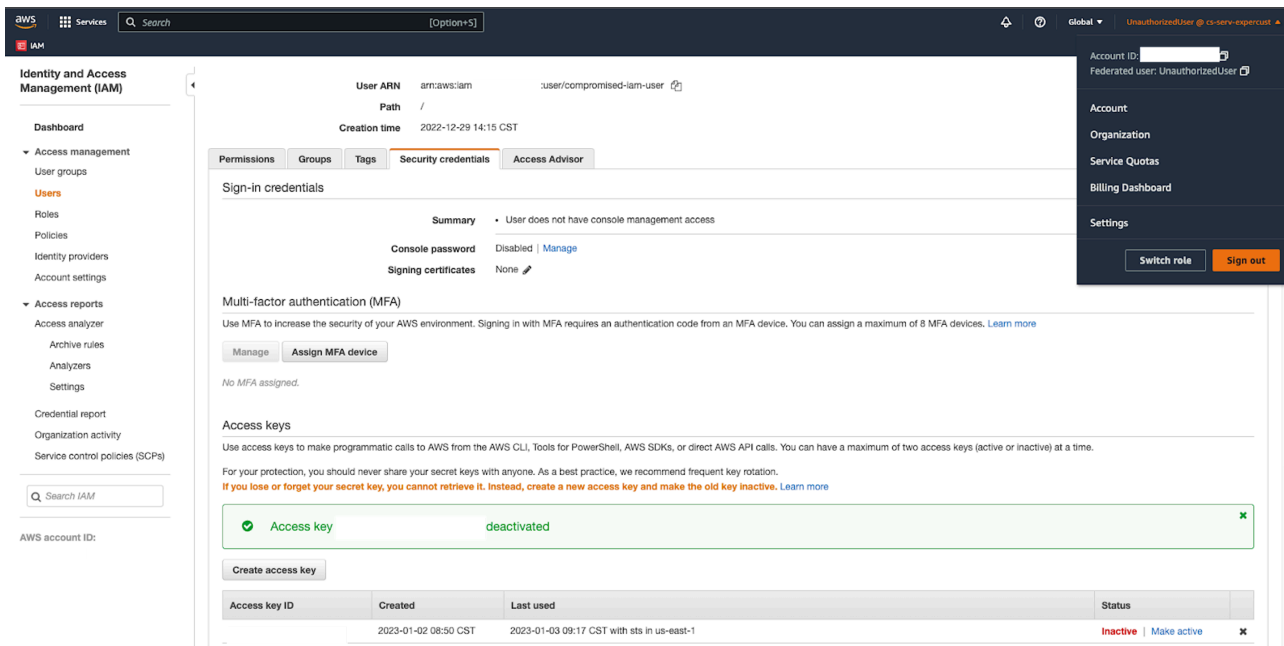 aws Services Search [Option+S] Global UnauthorizedUser @ cs-serv-expercust
IAM
Account ID:
Federated user: UnauthorizedUser
Account
Organization
Service Quotas
Billing Dashboard
Settings
Switch role Sign out
Identity and Access
Management (IAM)
Dashboard
Access management
User groups
Users
Roles
Policies
Identity providers
Account settings
Access reports
Access analyzer
Archive rules
Analyzers
Settings
Credential report
Organization activity
Service control policies (SCPs)
Search IAM
AWS account ID:
User ARN arn:aws:iam :user/compromised-iam-user
Path /
Creation time 2022-12-29 14:15 CST
Permissions Groups Tags Security credentials Access Advisor
Sign-in credentials
Summary • User does not have console management access
Console password Disabled | Manage
Signing certificates None
Multi-factor authentication (MFA)
Use MFA to increase the security of your AWS environment. Signing in with MFA requires an authentication code from an MFA device. You can assign a maximum of 8 MFA devices. Learn more
Manage Assign MFA device
No MFA assigned.
Access keys
Use access keys to make programmatic calls to AWS from the AWS CLI, Tools for PowerShell, AWS SDKs, or direct AWS API calls. You can have a maximum of two access keys (active or inactive) at a time.
For your protection, you should never share your secret keys with anyone. As a best practice, we recommend frequent key rotation.
If you lose or forget your secret key, you cannot retrieve it. Instead, create a new access key and make the old key inactive. Learn more
Access key deactivated
Create access key
Access key ID Created Last used Status
2023-01-02 08:50 CST 2023-01-03 09:17 CST with sts in us-east-1 Inactive | Make active